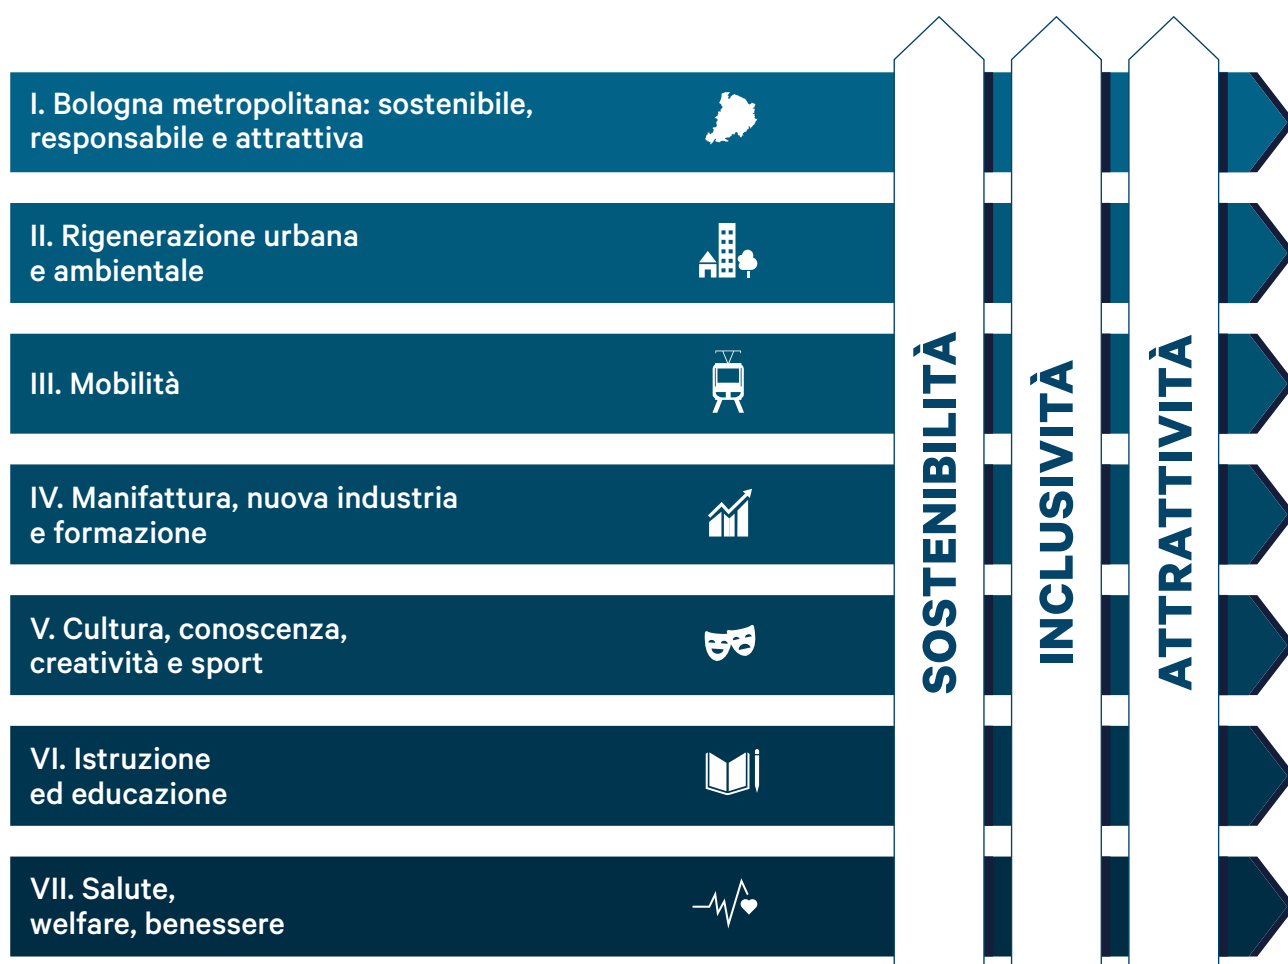 I. Bologna metropolitana: sostenibile,
responsabile e attrattiva
II. Rigenerazione urbana
e ambientale
III. Mobilità
IV. Manifattura, nuova industria
e formazione
V. Cultura, conoscenza,
creatività e sport
VI. Istruzione
ed educazione
VII. Salute,
welfare, benessere
SOSTENIBILITÀ
INCLUSIVITÀ
ATTRATTIVITÀ